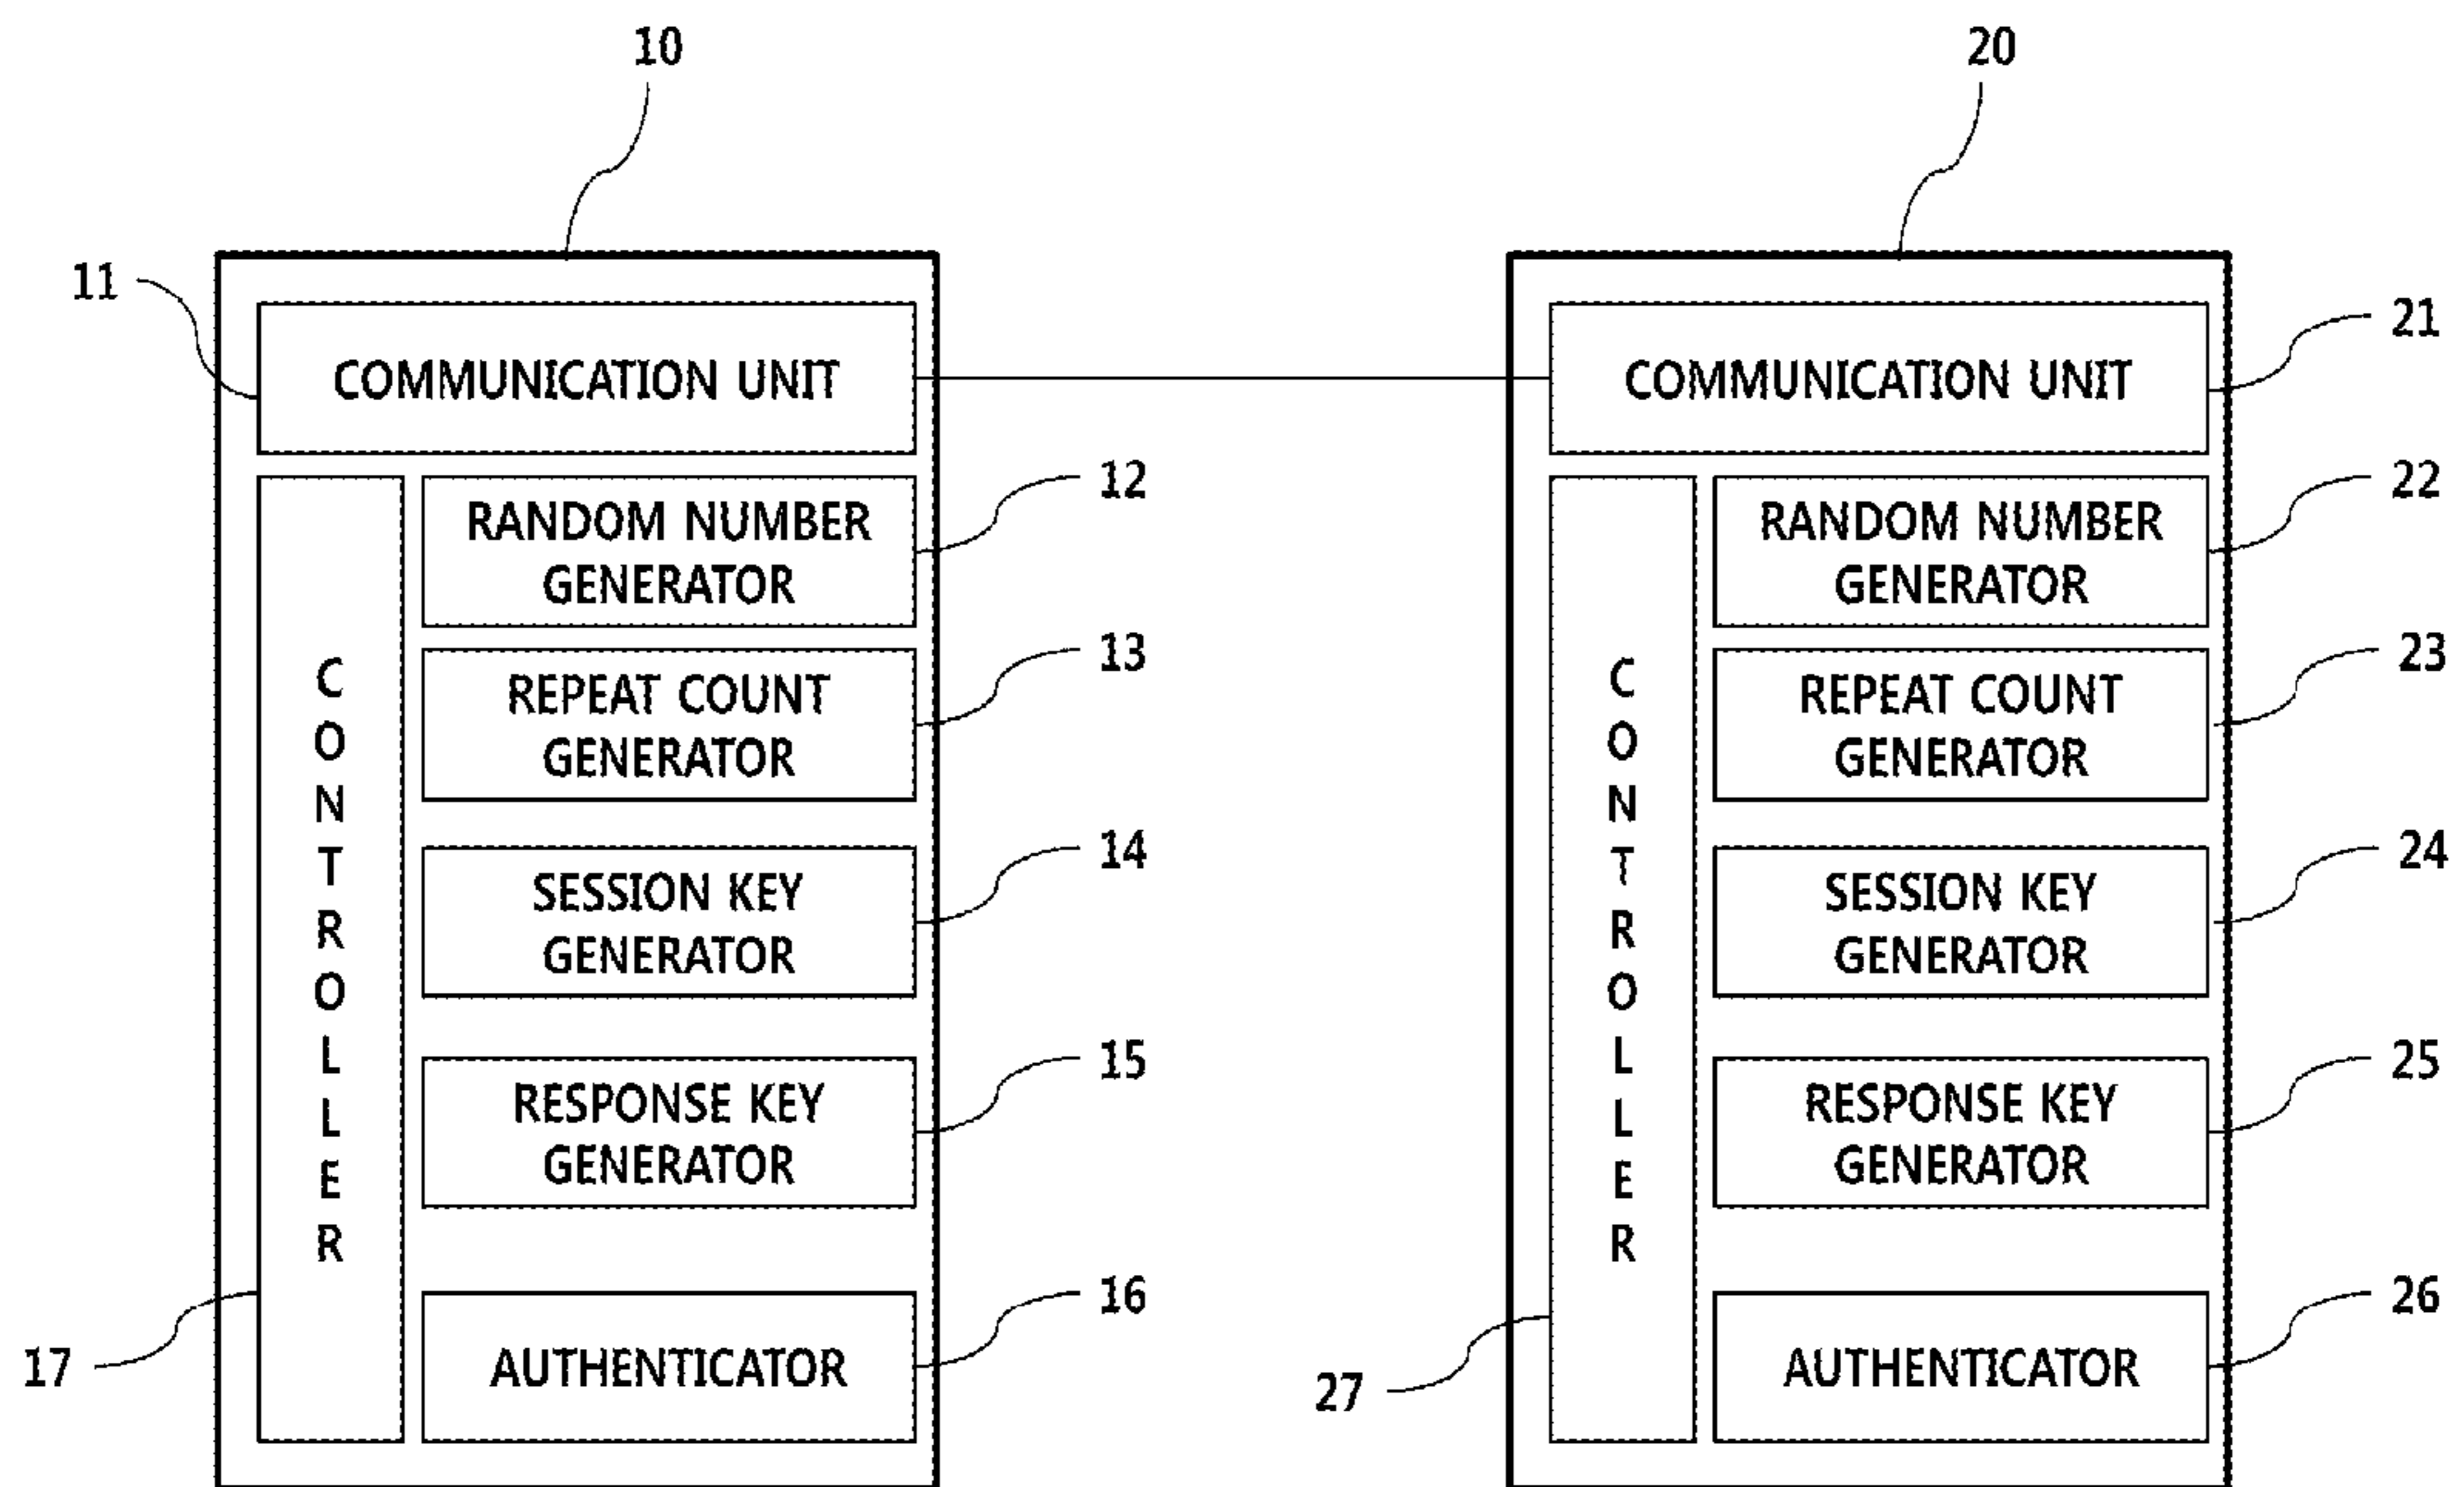 10
20
11
COMMUNICATION UNIT
12
RANDOM NUMBER
GENERATOR
13
REPEAT COUNT
GENERATOR
14
SESSION KEY
GENERATOR
15
RESPONSE KEY
GENERATOR
16
AUTHENTICATOR
17
CONTROLLER
21
COMMUNICATION UNIT
22
RANDOM NUMBER
GENERATOR
23
REPEAT COUNT
GENERATOR
24
SESSION KEY
GENERATOR
25
RESPONSE KEY
GENERATOR
26
AUTHENTICATOR
27
CONTROLLER